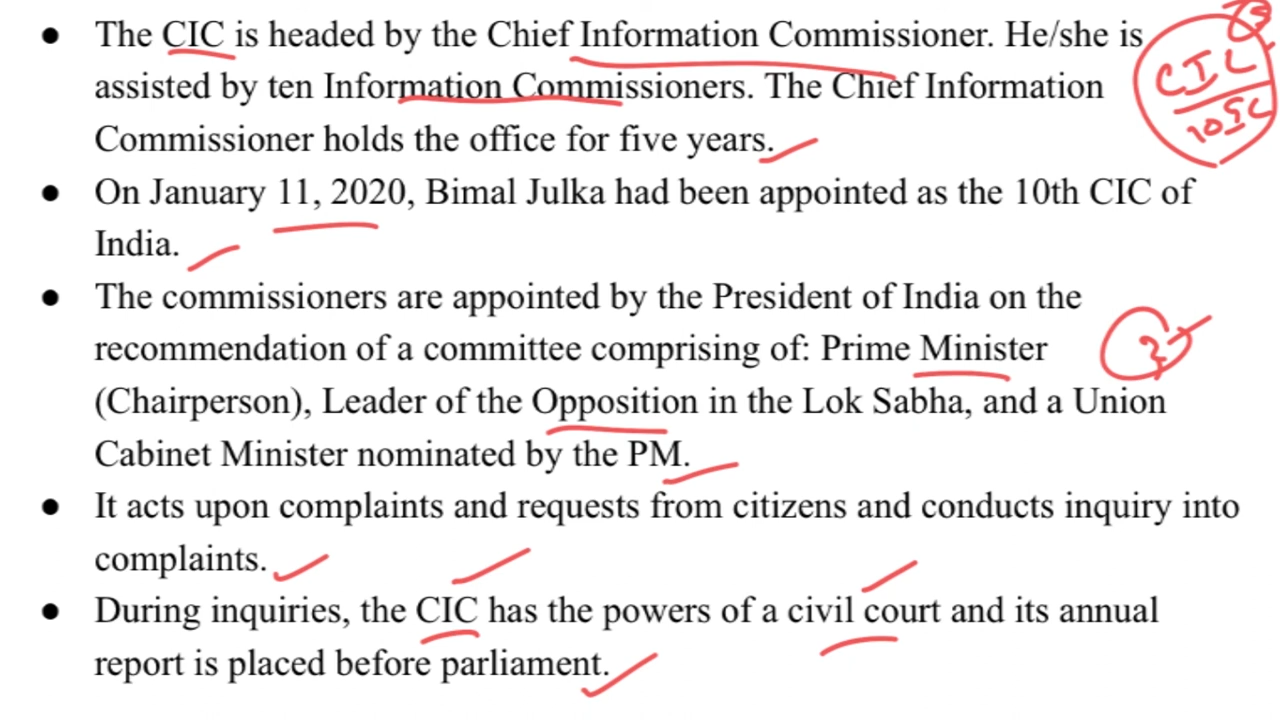 ● The CIC is headed by the Chief Information Commissioner. He/she is
assisted by ten Information Commissioners. The Chief Information
Commissioner holds the office for five years.
● On January 11, 2020, Bimal Julka had been appointed as the 10th CIC of
India.
● The commissioners are appointed by the President of India on the
recommendation of a committee comprising of: Prime Minister
(Chairperson), Leader of the Opposition in the Lok Sabha, and a Union
Cabinet Minister nominated by the PM.
● It acts upon complaints and requests from citizens and conducts inquiry into
complaints.
● During inquiries, the CIC has the powers of a civil court and its annual
report is placed before parliament.